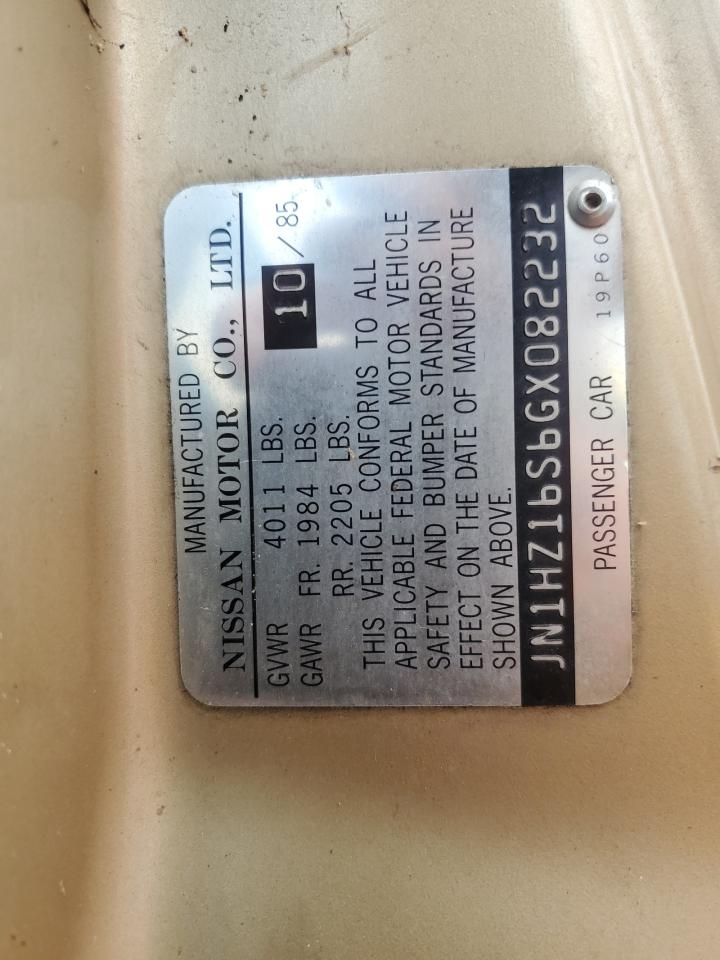 MANUFACTURED BY
NISSAN MOTOR CO., LTD.
GVWR 4011 LBS. 10 / 85
GAWR FR. 1984 LBS.
RR. 2205 LBS.
THIS VEHICLE CONFORMS TO ALL
APPLICABLE FEDERAL MOTOR VEHICLE
SAFETY AND BUMPER STANDARDS IN
EFFECT ON THE DATE OF MANUFACTURE
SHOWN ABOVE.
JN1HZ16S6GX082232
PASSENGER CAR 19P60